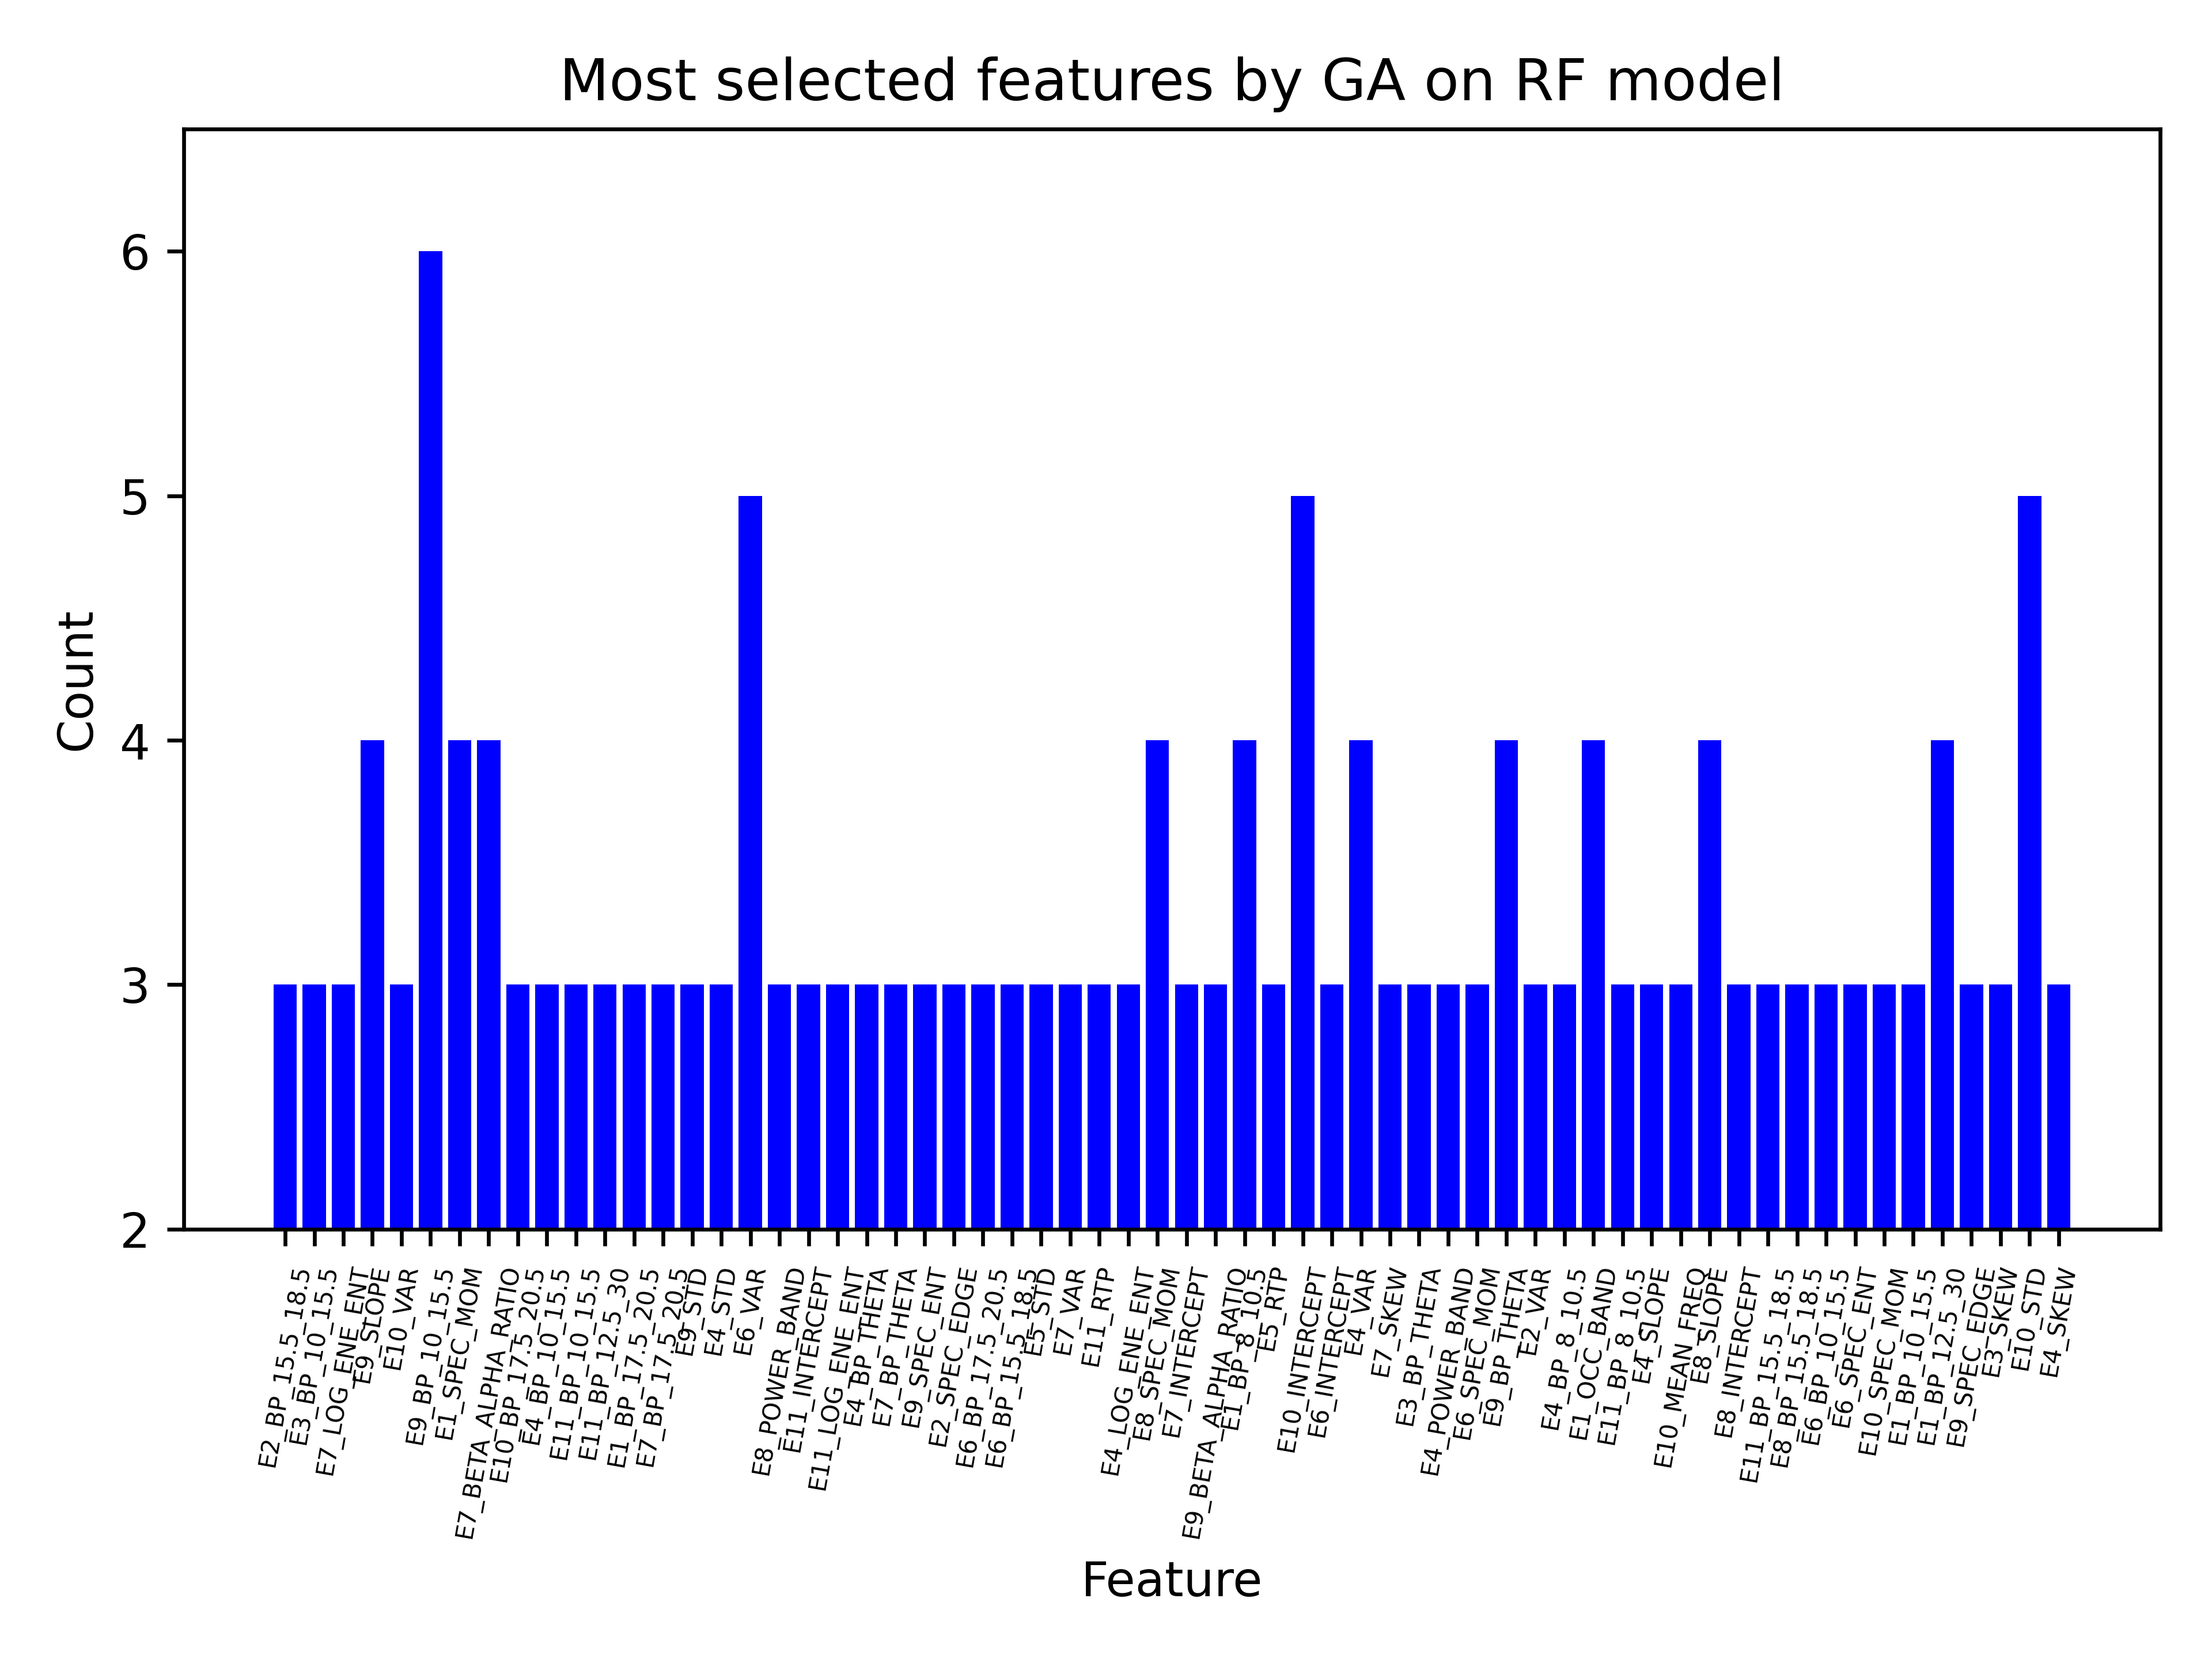 Most selected features by GA on RF model
Count
6
5
4
3
2
E2_BP_15.5_18.5
E3_BP_10_15.5
E7_LOG_ENE_ENT
E9_SLOPE
E10_VAR
E9_BP_10_15.5
E1_SPEC_MOM
E7_BETA_ALPHA_RATIO
E10_BP_17.5_20.5
E4_BP_10_15.5
E11_BP_10_15.5
E11_BP_12.5_30
E1_BP_17.5_20.5
E7_BP_17.5_20.5
E9_STD
E4_STD
E6_VAR
E8_POWER_BAND
E11_INTERCEPT
E11_LOG_ENE_ENT
E4_BP_THETA
E7_BP_THETA
E9_SPEC_ENT
E2_SPEC_EDGE
E6_BP_17.5_20.5
E6_BP_15.5_18.5
E5_STD
E7_VAR
E11_RTP
E4_LOG_ENE_ENT
E8_SPEC_MOM
E7_INTERCEPT
E9_BETA_ALPHA_RATIO
E1_BP_8_10.5
E5_RTP
E10_INTERCEPT
E6_INTERCEPT
E4_VAR
E7_SKEW
E3_BP_THETA
E4_POWER_BAND
E6_SPEC_MOM
E9_BP_THETA
E2_VAR
E4_BP_8_10.5
E1_OCC_BAND
E11_BP_8_10.5
E4_SLOPE
E10_MEAN_FREQ
E8_SLOPE
E8_INTERCEPT
E11_BP_15.5_18.5
E8_BP_15.5_18.5
E6_BP_10_15.5
E6_SPEC_ENT
E10_SPEC_MOM
E1_BP_10_15.5
E1_BP_12.5_30
E9_SPEC_EDGE
E3_SKEW
E10_STD
E4_SKEW
Feature